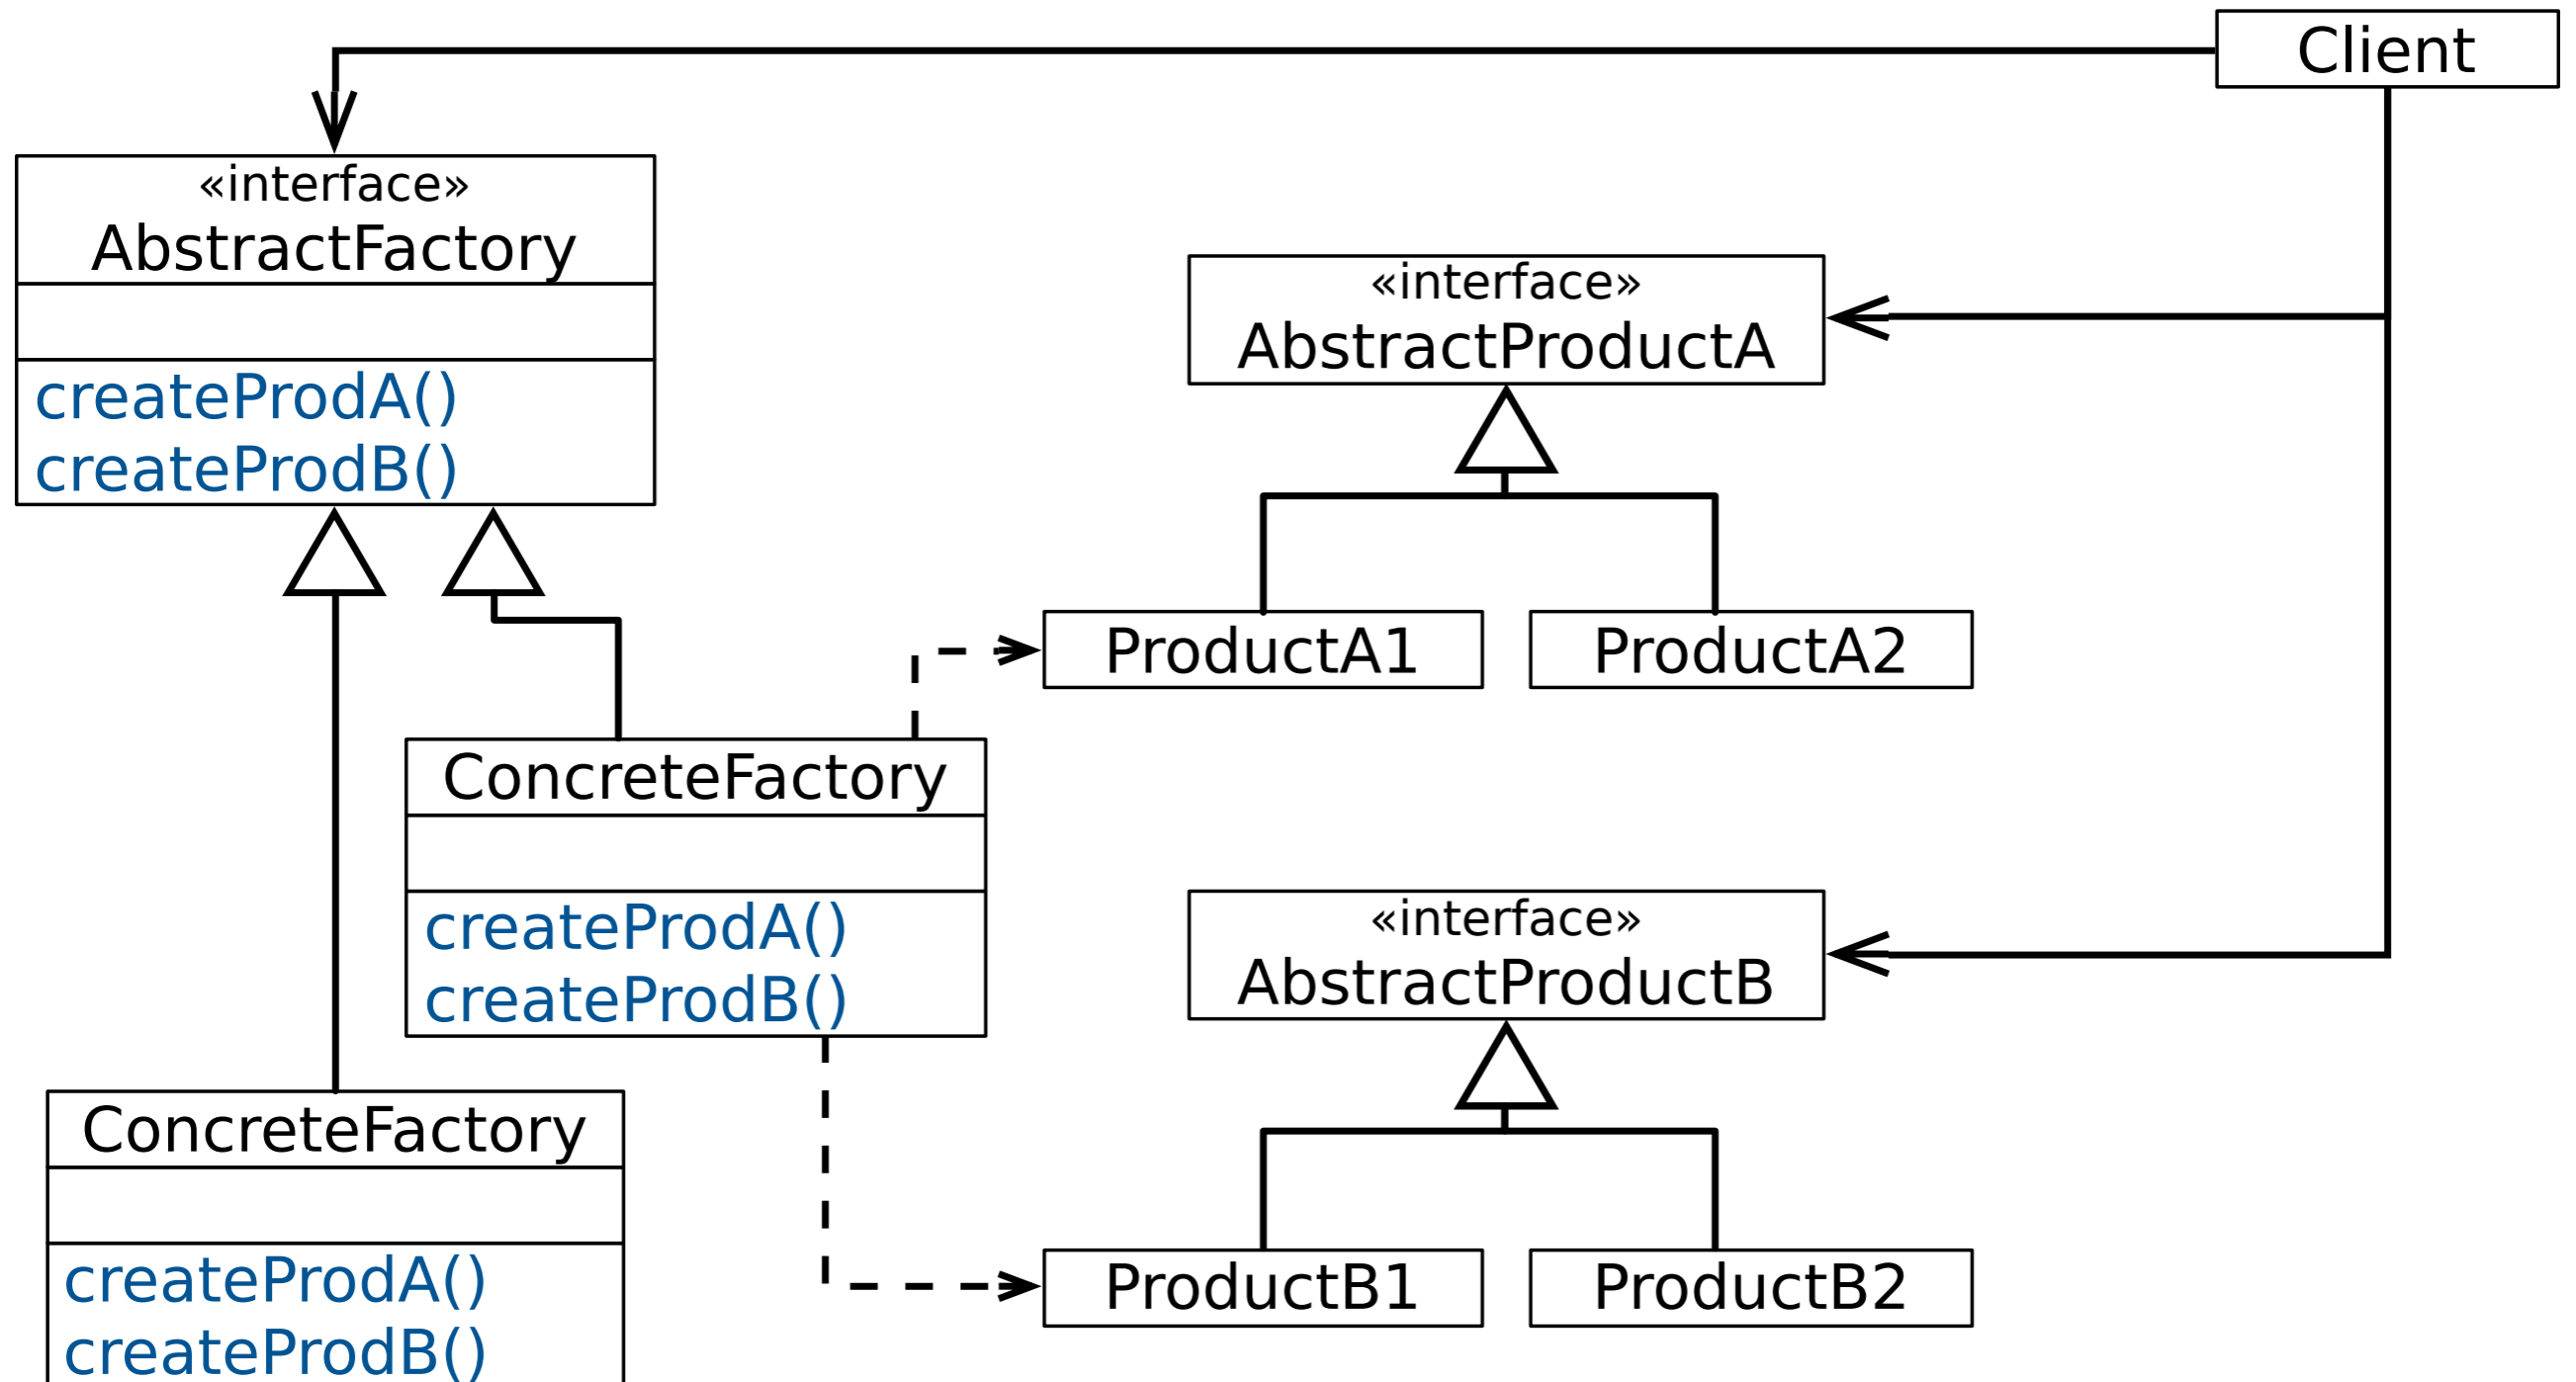 Client
«interface»
AbstractFactory
createProdA()
createProdB()
«interface»
AbstractProductA
ProductA1
ProductA2
ConcreteFactory
createProdA()
createProdB()
«interface»
AbstractProductB
ConcreteFactory
createProdA()
createProdB()
ProductB1
ProductB2